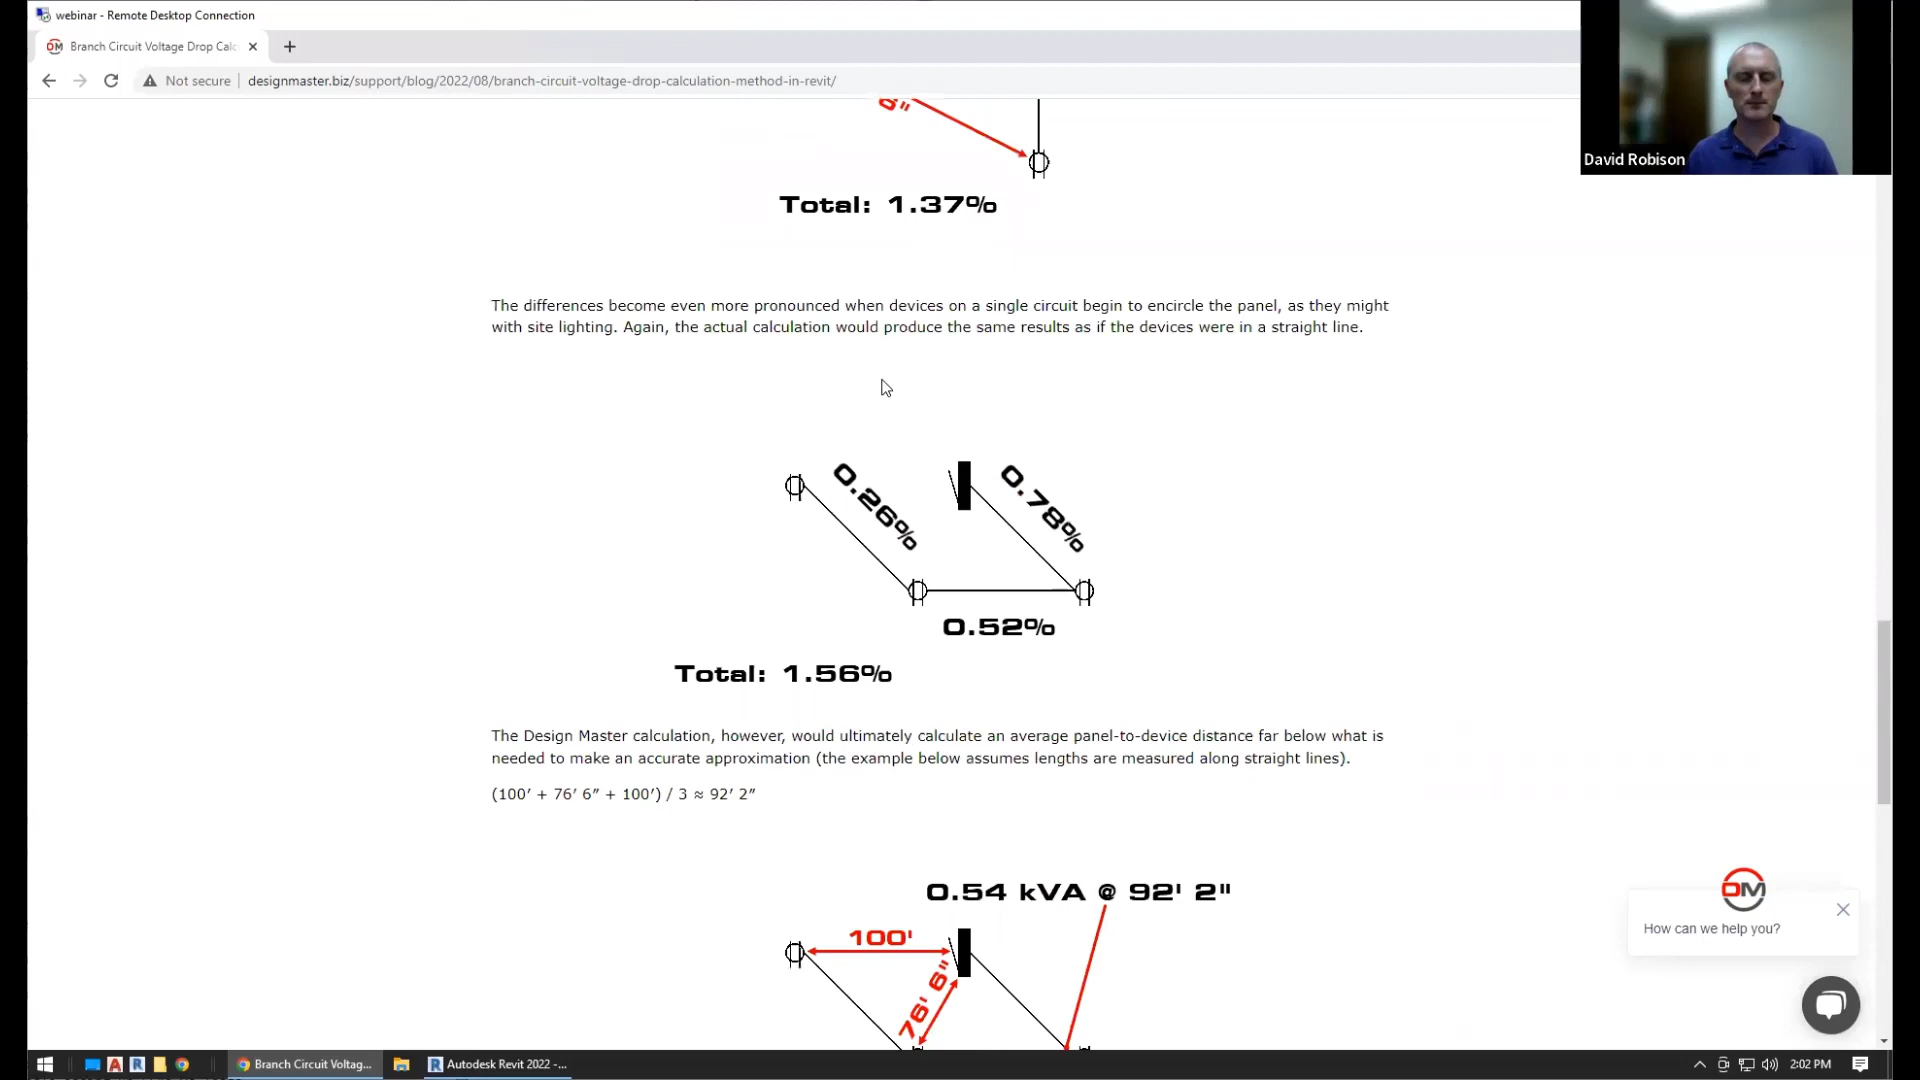 webinar - Remote Desktop Connection
DM Branch Circuit Voltage Drop Calc
Not secure designmaster.biz/support/blog/2022/08/branch-circuit-voltage-drop-calculation-method-in-revit/
David Robison
6"
Total: 1.37%
The differences become even more pronounced when devices on a single circuit begin to encircle the panel, as they might
with site lighting. Again, the actual calculation would produce the same results as if the devices were in a straight line.
0.26%
0.78%
0.52%
Total: 1.56%
The Design Master calculation, however, would ultimately calculate an average panel-to-device distance far below what is
needed to make an accurate approximation (the example below assumes lengths are measured along straight lines).
(100′ + 76′ 6″ + 100′) / 3 ≈ 92′ 2″
0.54 kVA @ 92' 2"
100'
76' 6"
DM
How can we help you?
Branch Circuit Voltag...
Autodesk Revit 2022 -...
2:02 PM